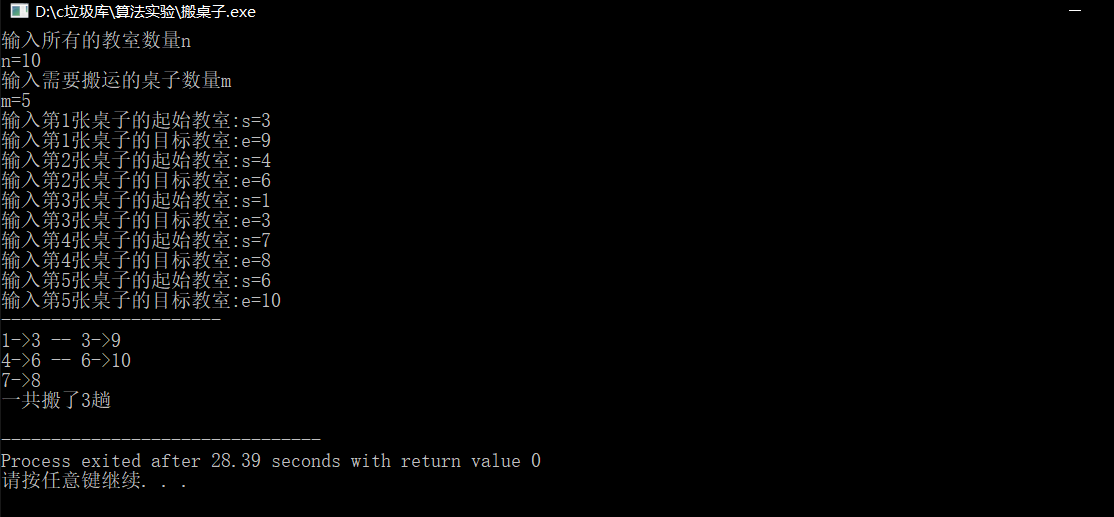 D:\c垃圾库\算法实验\搬桌子.exe
输入所有的教室数量n
n=10
输入需要搬运的桌子数量m
m=5
输入第1张桌子的起始教室:s=3
输入第1张桌子的目标教室:e=9
输入第2张桌子的起始教室:s=4
输入第2张桌子的目标教室:e=6
输入第3张桌子的起始教室:s=1
输入第3张桌子的目标教室:e=3
输入第4张桌子的起始教室:s=7
输入第4张桌子的目标教室:e=8
输入第5张桌子的起始教室:s=6
输入第5张桌子的目标教室:e=10
----------------------
1->3 -- 3->9
4->6 -- 6->10
7->8
一共搬了3趟
--------------------------------
Process exited after 28.39 seconds with return value 0
请按任意键继续. . .